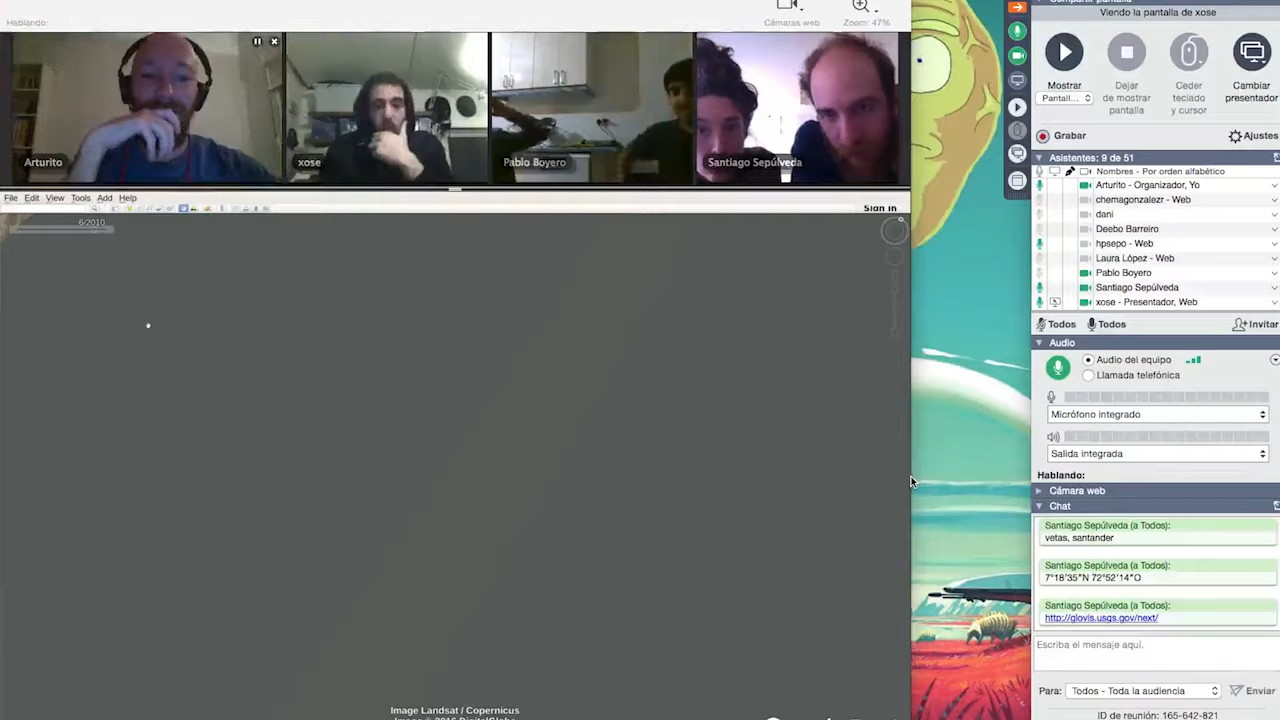 Hablando:
Cámaras web
Zoom: 47%
Arturito
xose
Pablo Boyero
Santiago Sepúlveda
File Edit View Tools Add Help
Sign in
6/2010
Image Landsat / Copernicus
Image © 2016 DigitalGlobe
Compartir pantalla
Viendo la pantalla de xose
Mostrar
Pantall...
Dejar
de mostrar
pantalla
Ceder
teclado
y cursor
Cambiar
presentador
Grabar
Ajustes
Asistentes: 9 de 51
Nombres - Por orden alfabético
Arturito - Organizador, Yo
chemagonzalezr - Web
dani
Deebo Barreiro
hpsepo - Web
Laura López - Web
Pablo Boyero
Santiago Sepúlveda
xose - Presentador, Web
Todos
Todos
Invitar
Audio
Audio del equipo
Llamada telefónica
Micrófono integrado
Salida integrada
Hablando:
Cámara web
Chat
Santiago Sepúlveda (a Todos):
vetas, santander
Santiago Sepúlveda (a Todos):
7°18'35"N 72°52'14"O
Santiago Sepúlveda (a Todos):
http://glovis.usgs.gov/next/
Escriba el mensaje aquí.
Para:
Todos - Toda la audiencia
Enviar
ID de reunión: 165-642-821